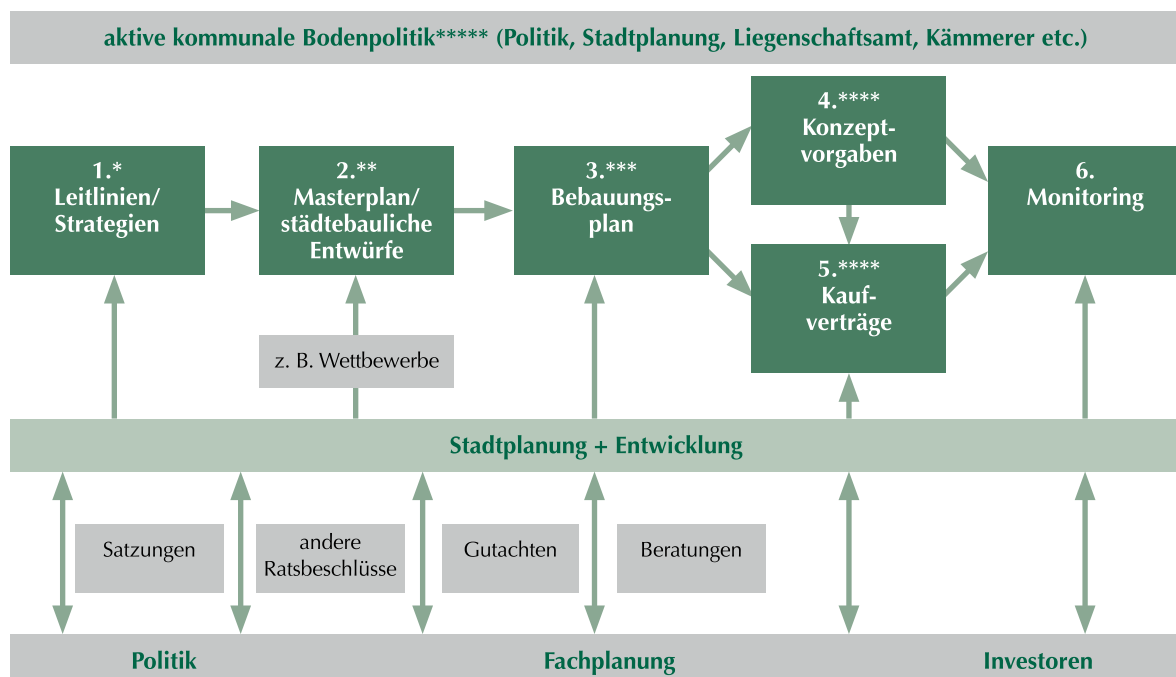 aktive kommunale Bodenpolitik***** (Politik, Stadtplanung, Liegenschaftsamt, Kämmerer etc.)
1.*
Leitlinien/
Strategien
2.**
Masterplan/
städtebauliche
Entwürfe
3.***
Bebauungs-
plan
4.****
Konzept-
vorgaben
5.****
Kauf-
verträge
6.
Monitoring
z. B. Wettbewerbe
Stadtplanung + Entwicklung
Satzungen
andere
Ratsbeschlüsse
Gutachten
Beratungen
Politik
Fachplanung
Investoren